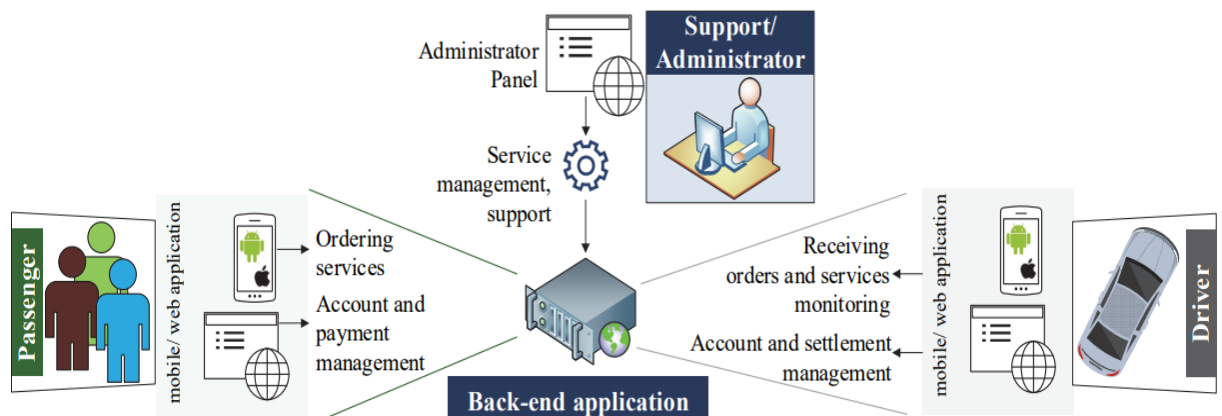 Support/
Administrator
Administrator
Panel
Service
management,
support
Passenger
mobile/ web application
Ordering
services
Account and
payment
management
Receiving
orders and services
monitoring
Account and settlement
management
mobile/ web application
Driver
Back-end application